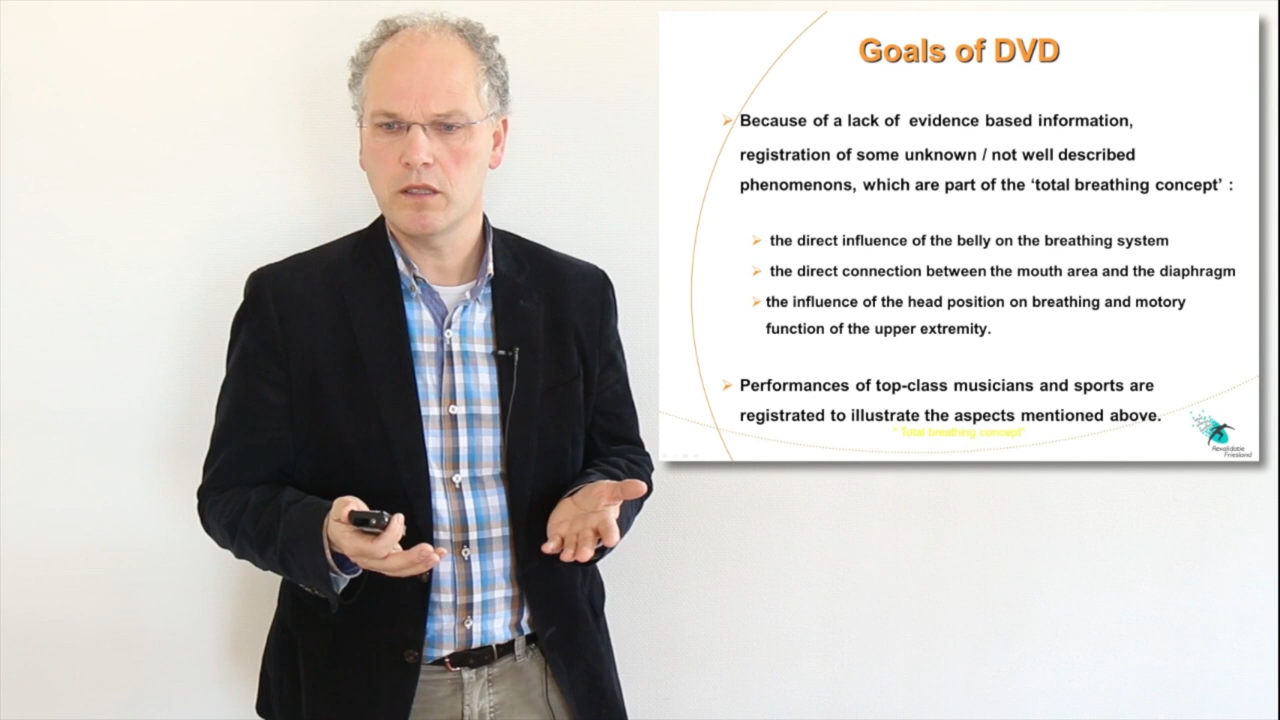 Goals of DVD
Because of a lack of evidence based information,
registration of some unknown / not well described
phenomenons, which are part of the ‘total breathing concept’ :
the direct influence of the belly on the breathing system
the direct connection between the mouth area and the diaphragm
the influence of the head position on breathing and motory
function of the upper extremity.
Performances of top-class musicians and sports are
registrated to illustrate the aspects mentioned above.
" Total breathing concept"
Revalidatie
Friesland